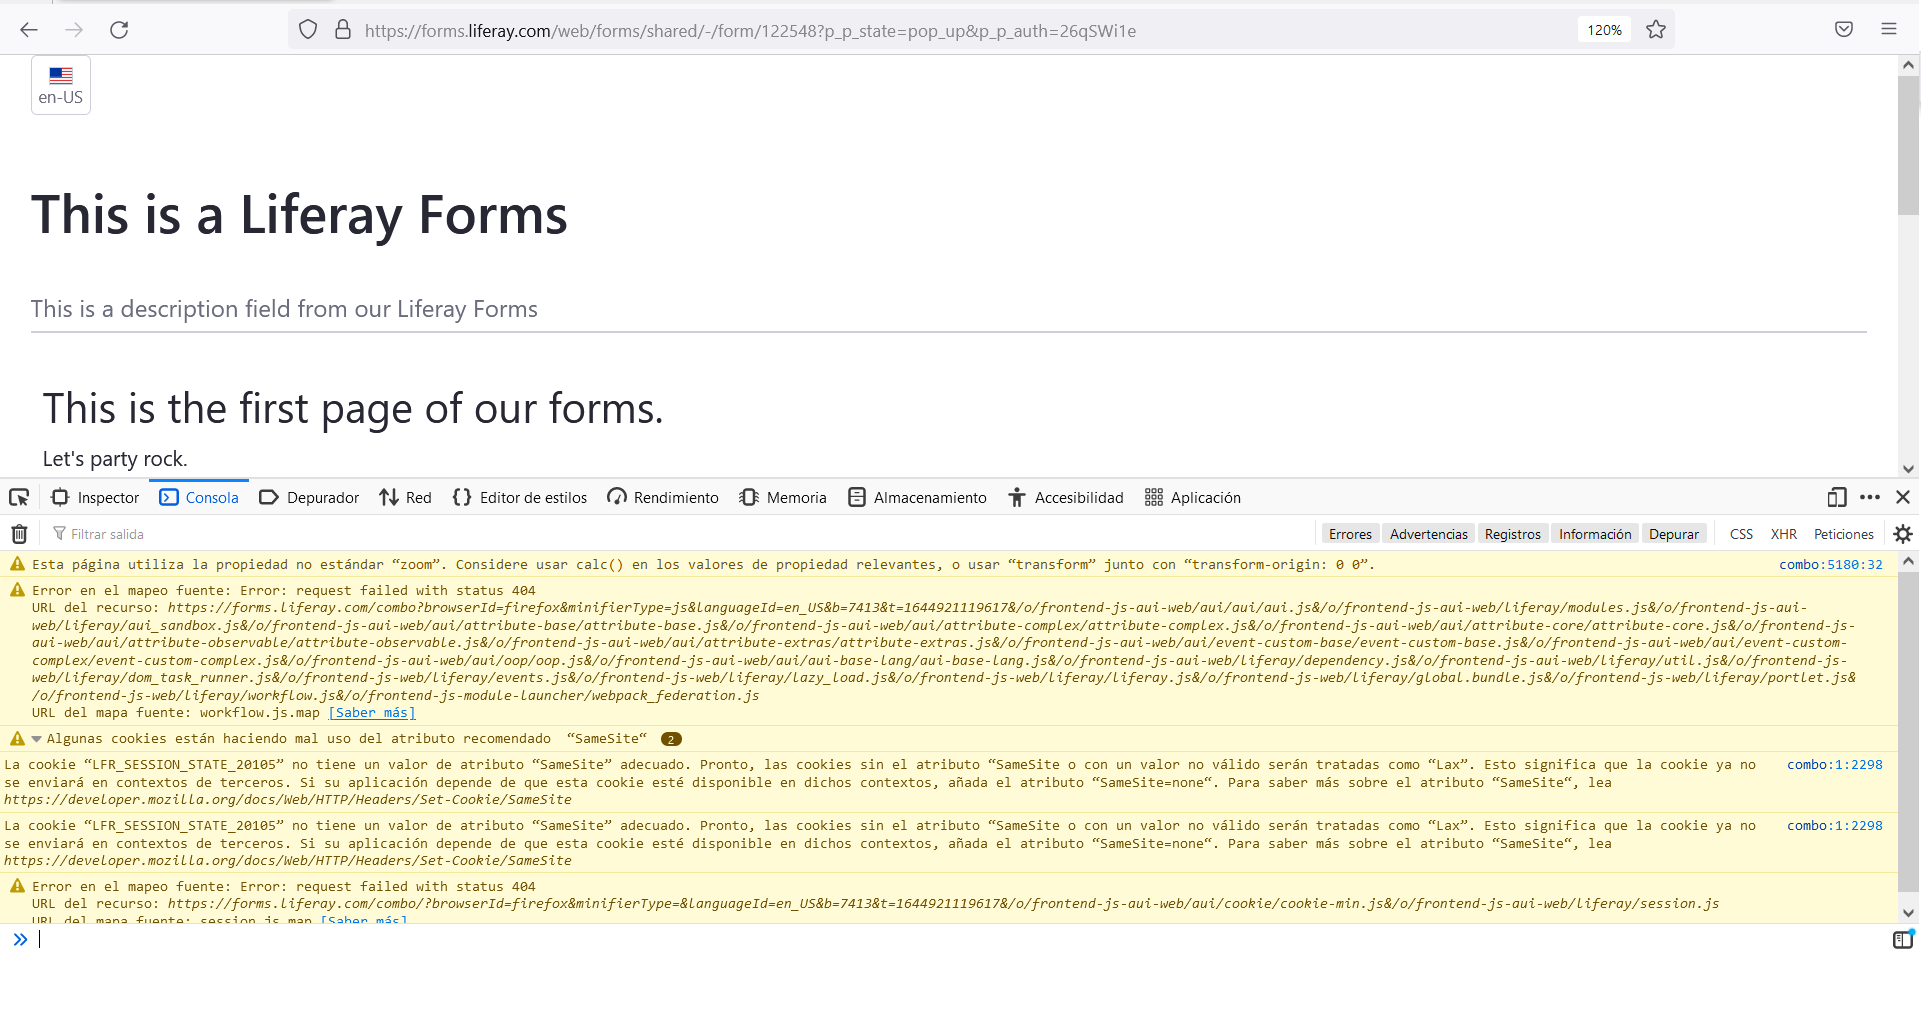 https://forms.liferay.com/web/forms/shared/-/form/122548?p_p_state=pop_up&p_p_auth=26qSWi1e
120%
en-US
This is a Liferay Forms
This is a description field from our Liferay Forms
This is the first page of our forms.
Let's party rock.
Inspector Consola Depurador Red Editor de estilos Rendimiento Memoria Almacenamiento Accesibilidad Aplicación
Filtrar salida Errores Advertencias Registros Información Depurar CSS XHR Peticiones
Esta página utiliza la propiedad no estándar “zoom”. Considere usar calc() en los valores de propiedad relevantes, o usar “transform” junto con “transform-origin: 0 0”. combo:5180:32
Error en el mapeo fuente: Error: request failed with status 404
URL del recurso: https://forms.liferay.com/combo?browserId=firefox&minifierType=js&languageId=en_US&b=7413&t=1644921119617&/o/frontend-js-aui-web/aui/aui/aui.js&/o/frontend-js-aui-web/liferay/modules.js&/o/frontend-js-aui-
web/liferay/aui_sandbox.js&/o/frontend-js-aui-web/aui/attribute-base/attribute-base.js&/o/frontend-js-aui-web/aui/attribute-complex/attribute-complex.js&/o/frontend-js-aui-web/aui/attribute-core/attribute-core.js&/o/frontend-js-
aui-web/aui/attribute-observable/attribute-observable.js&/o/frontend-js-aui-web/aui/attribute-extras/attribute-extras.js&/o/frontend-js-aui-web/aui/event-custom-base/event-custom-base.js&/o/frontend-js-aui-web/aui/event-custom-
complex/event-custom-complex.js&/o/frontend-js-aui-web/aui/oop/oop.js&/o/frontend-js-aui-web/aui/aui-base-lang/aui-base-lang.js&/o/frontend-js-aui-web/liferay/dependency.js&/o/frontend-js-aui-web/liferay/util.js&/o/frontend-js-
web/liferay/dom_task_runner.js&/o/frontend-js-web/liferay/events.js&/o/frontend-js-web/liferay/lazy_load.js&/o/frontend-js-web/liferay/liferay.js&/o/frontend-js-web/liferay/global.bundle.js&/o/frontend-js-web/liferay/portlet.js&
/o/frontend-js-web/liferay/workflow.js&/o/frontend-js-module-launcher/webpack_federation.js
URL del mapa fuente: workflow.js.map [Saber más]
Algunas cookies están haciendo mal uso del atributo recomendado “SameSite“ 2
La cookie “LFR_SESSION_STATE_20105” no tiene un valor de atributo “SameSite” adecuado. Pronto, las cookies sin el atributo “SameSite o con un valor no válido serán tratadas como “Lax”. Esto significa que la cookie ya no combo:1:2298
se enviará en contextos de terceros. Si su aplicación depende de que esta cookie esté disponible en dichos contextos, añada el atributo “SameSite=none“. Para saber más sobre el atributo “SameSite“, lea
https://developer.mozilla.org/docs/Web/HTTP/Headers/Set-Cookie/SameSite
La cookie “LFR_SESSION_STATE_20105” no tiene un valor de atributo “SameSite” adecuado. Pronto, las cookies sin el atributo “SameSite o con un valor no válido serán tratadas como “Lax”. Esto significa que la cookie ya no combo:1:2298
se enviará en contextos de terceros. Si su aplicación depende de que esta cookie esté disponible en dichos contextos, añada el atributo “SameSite=none“. Para saber más sobre el atributo “SameSite“, lea
https://developer.mozilla.org/docs/Web/HTTP/Headers/Set-Cookie/SameSite
Error en el mapeo fuente: Error: request failed with status 404
URL del recurso: https://forms.liferay.com/combo/?browserId=firefox&minifierType=&languageId=en_US&b=7413&t=1644921119617&/o/frontend-js-aui-web/aui/cookie/cookie-min.js&/o/frontend-js-aui-web/liferay/session.js
URL del mapa fuente: session.js.map [Saber más]